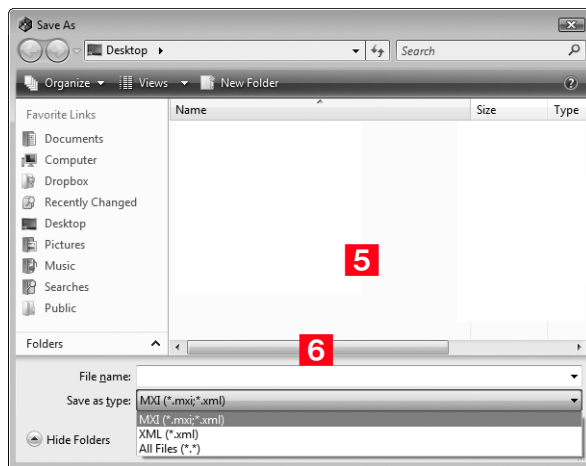 Save As
Desktop
Search
Organize Views New Folder
Favorite Links
Documents
Computer
Dropbox
Recently Changed
Desktop
Pictures
Music
Searches
Public
Folders
Name Size Type
5
6
File name:
Save as type: MXI (*.mxi;*.xml)
MXI (*.mxi;*.xml)
XML (*.xml)
All Files (*.*)
Hide Folders